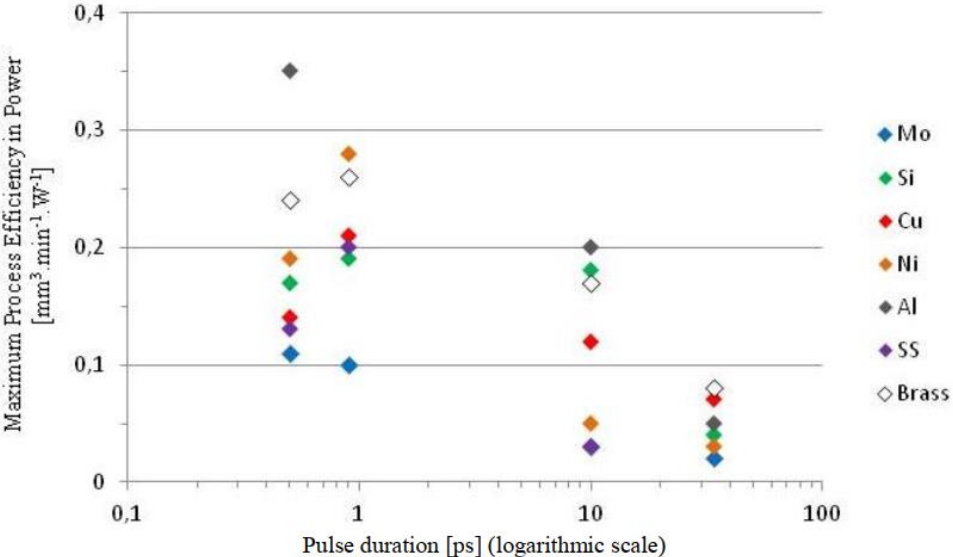 Maximum Process Efficiency in Power
[mm³.min⁻¹.W⁻¹]
0,4
0,3
0,2
0,1
0
0,1
1
10
100
Pulse duration [ps] (logarithmic scale)
Mo
Si
Cu
Ni
Al
SS
Brass